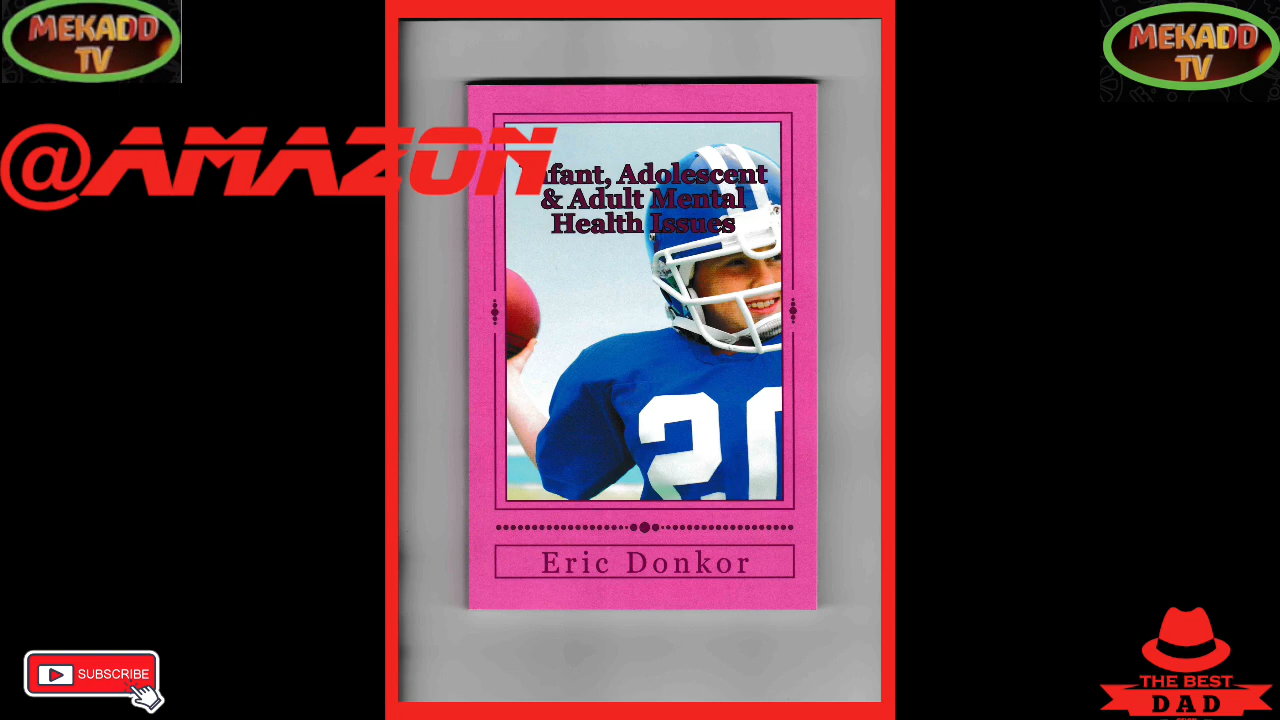 MEKADD
TV
MEKADD
TV
@AMAZON
Infant, Adolescent
& Adult Mental
Health Issues
20
Eric Donkor
SUBSCRIBE
THE BEST
DAD